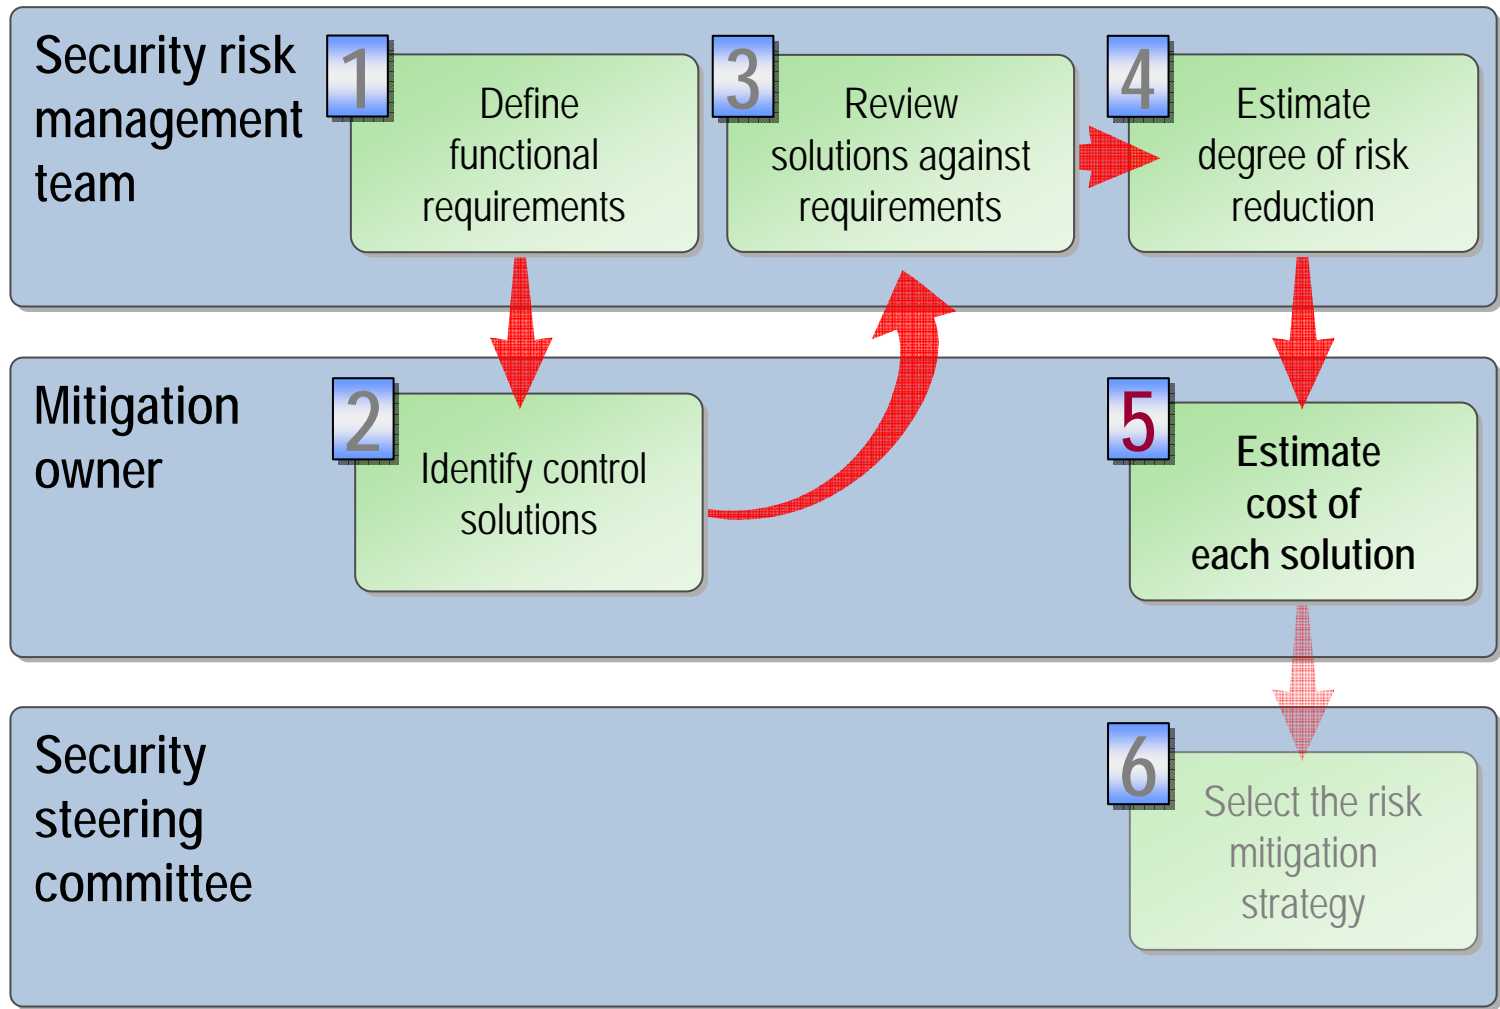 Security risk
management
team
1
Define
functional
requirements
3
Review
solutions against
requirements
4
Estimate
degree of risk
reduction
Mitigation
owner
2
Identify control
solutions
5
Estimate
cost of
each solution
Security
steering
committee
6
Select the risk
mitigation
strategy